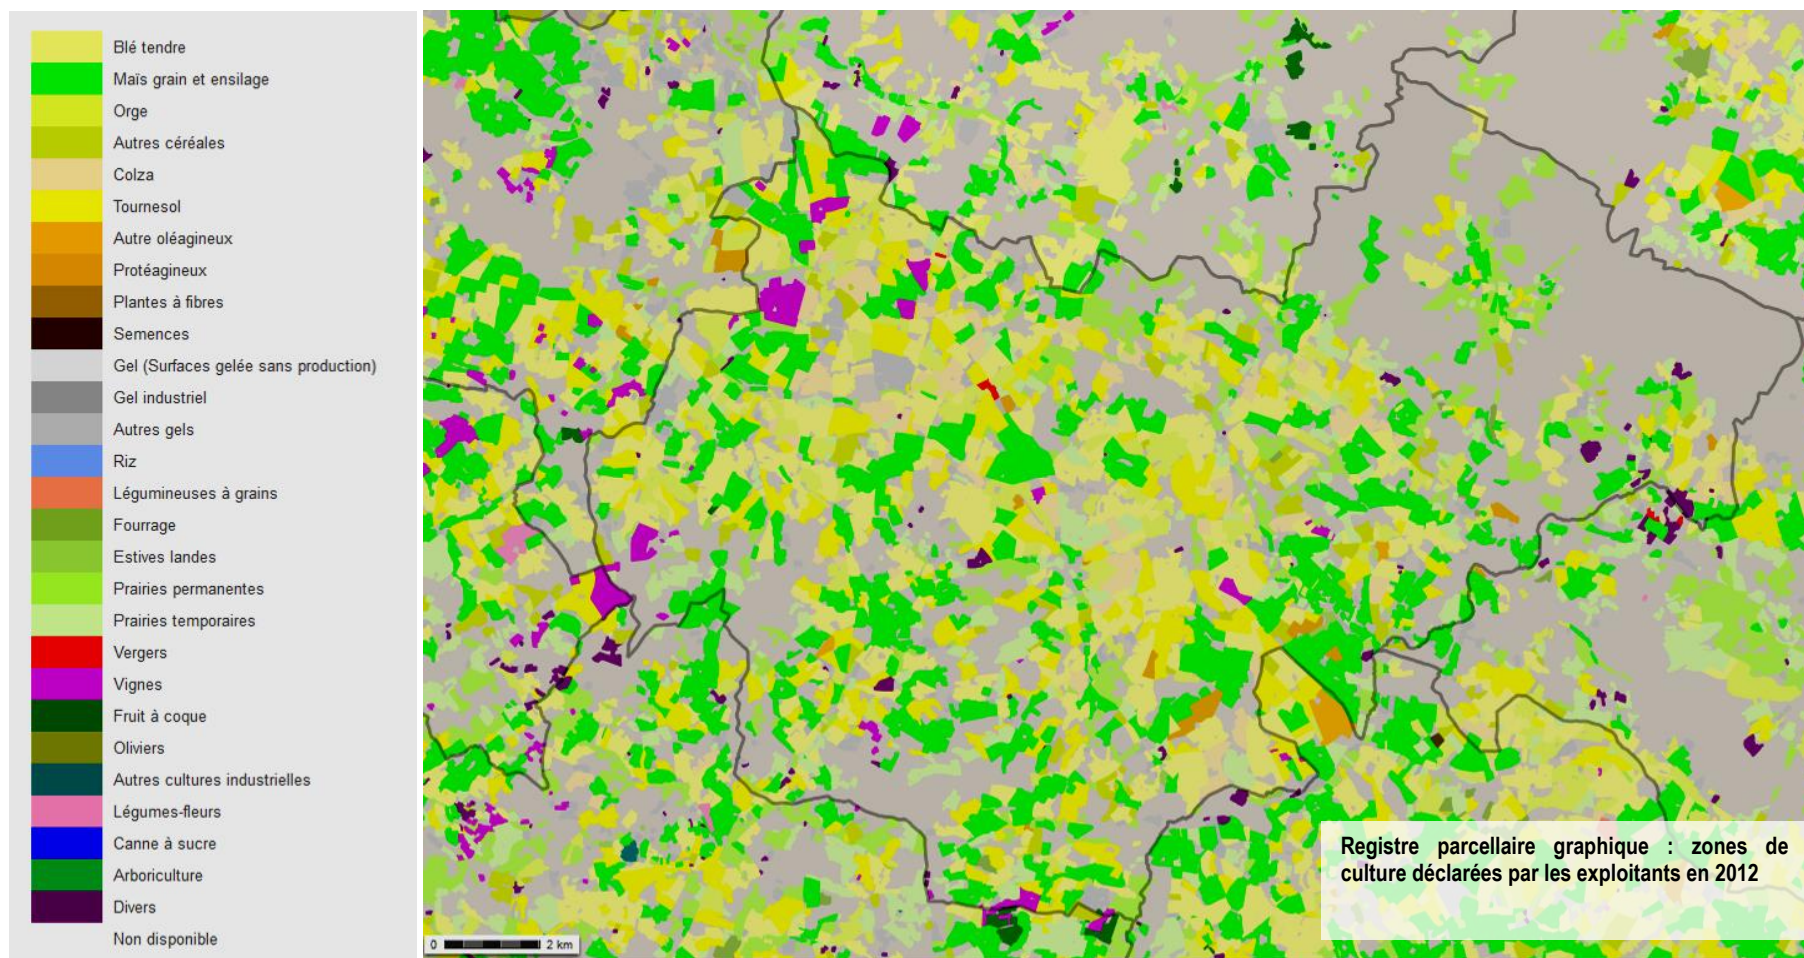 Blé tendre
Maïs grain et ensilage
Orge
Autres céréales
Colza
Tournesol
Autre oléagineux
Protéagineux
Plantes à fibres
Semences
Gel (Surfaces gelée sans production)
Gel industriel
Autres gels
Riz
Légumineuses à grains
Fourrage
Estives landes
Prairies permanentes
Prairies temporaires
Vergers
Vignes
Fruit à coque
Oliviers
Autres cultures industrielles
Légumes-fleurs
Canne à sucre
Arboriculture
Divers
Non disponible
0 2 km
Registre parcellaire graphique : zones de
culture déclarées par les exploitants en 2012